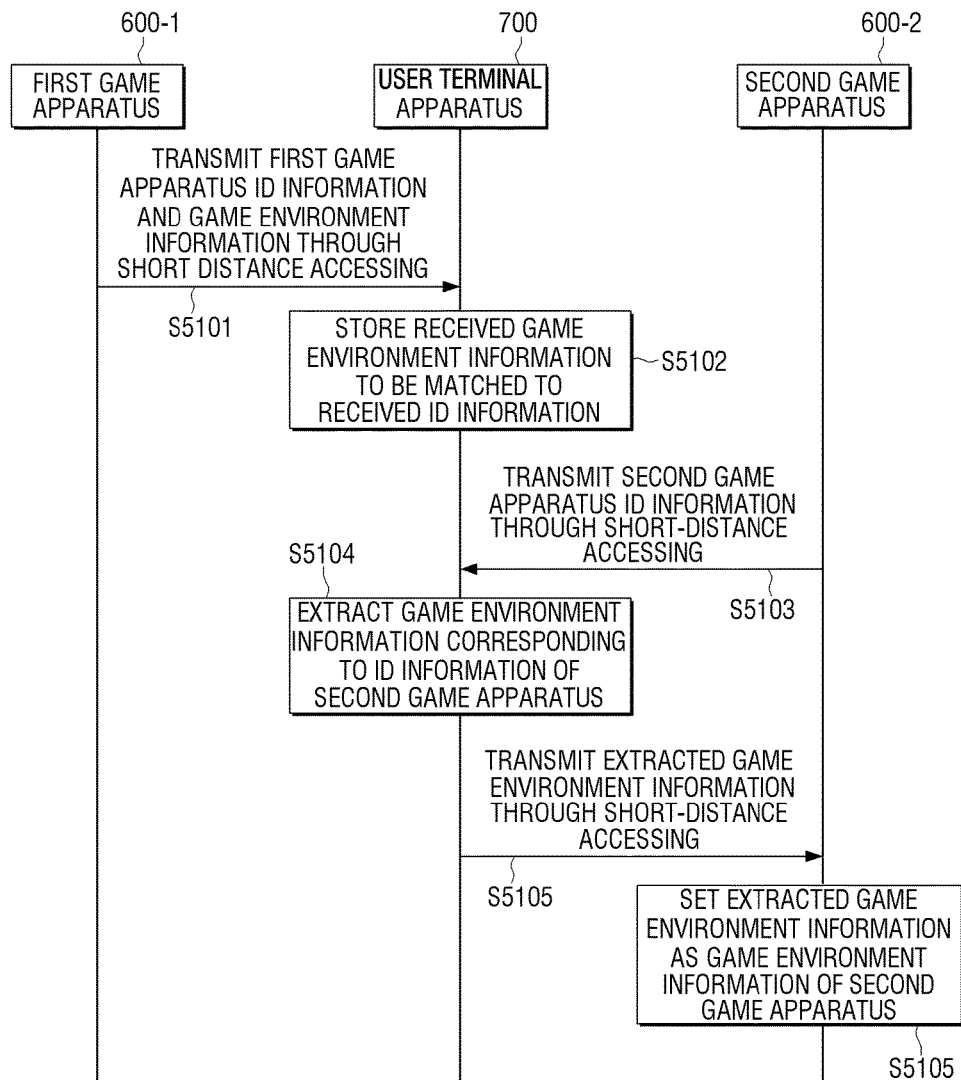 600-1
700
600-2
FIRST GAME
APPARATUS
USER TERMINAL
APPARATUS
SECOND GAME
APPARATUS
TRANSMIT FIRST GAME
APPARATUS ID INFORMATION
AND GAME ENVIRONMENT
INFORMATION THROUGH
SHORT DISTANCE ACCESSING
S5101
STORE RECEIVED GAME
ENVIRONMENT INFORMATION
TO BE MATCHED TO
RECEIVED ID INFORMATION
S5102
TRANSMIT SECOND GAME
APPARATUS ID INFORMATION
THROUGH SHORT-DISTANCE
ACCESSING
S5103
S5104
EXTRACT GAME ENVIRONMENT
INFORMATION CORRESPONDING
TO ID INFORMATION OF
SECOND GAME APPARATUS
TRANSMIT EXTRACTED GAME
ENVIRONMENT INFORMATION
THROUGH SHORT-DISTANCE
ACCESSING
S5105
SET EXTRACTED GAME
ENVIRONMENT INFORMATION
AS GAME ENVIRONMENT
INFORMATION OF SECOND
GAME APPARATUS
S5105